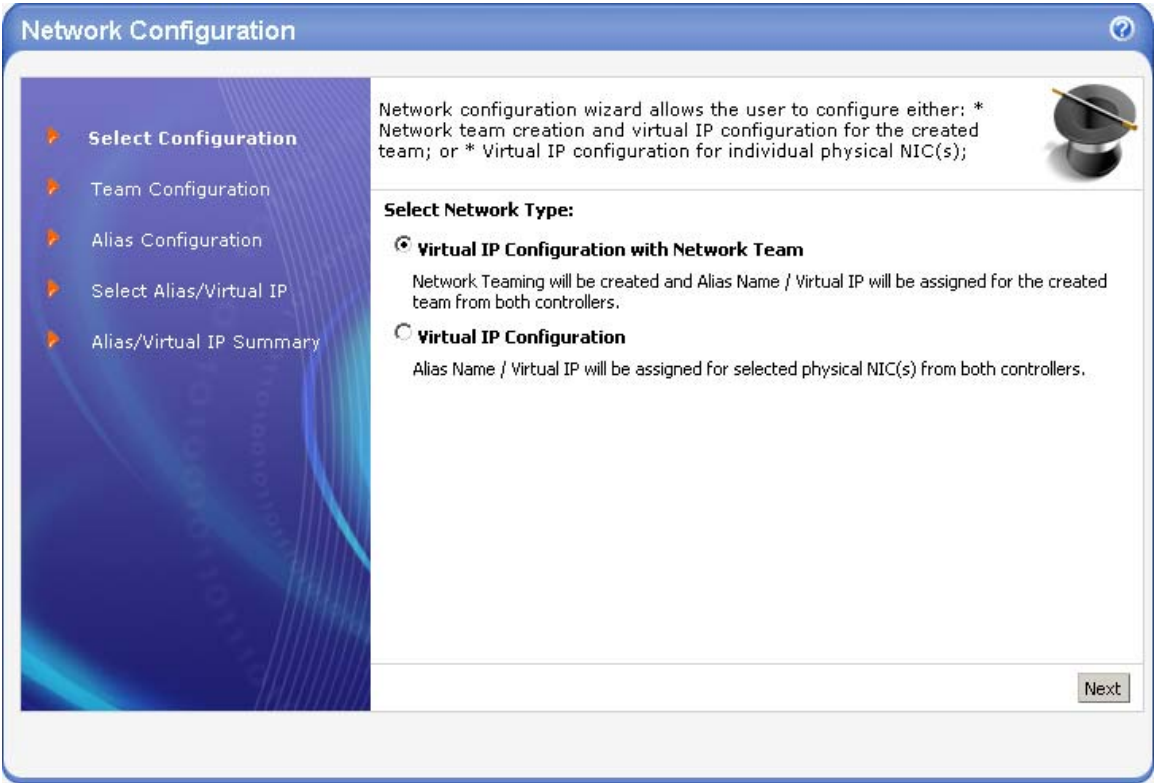 Network Configuration
?
Select Configuration
Team Configuration
Alias Configuration
Select Alias/Virtual IP
Alias/Virtual IP Summary
Network configuration wizard allows the user to configure either: *
Network team creation and virtual IP configuration for the created
team; or * Virtual IP configuration for individual physical NIC(s);
Select Network Type:
Virtual IP Configuration with Network Team
Network Teaming will be created and Alias Name / Virtual IP will be assigned for the created
team from both controllers.
Virtual IP Configuration
Alias Name / Virtual IP will be assigned for selected physical NIC(s) from both controllers.
Next